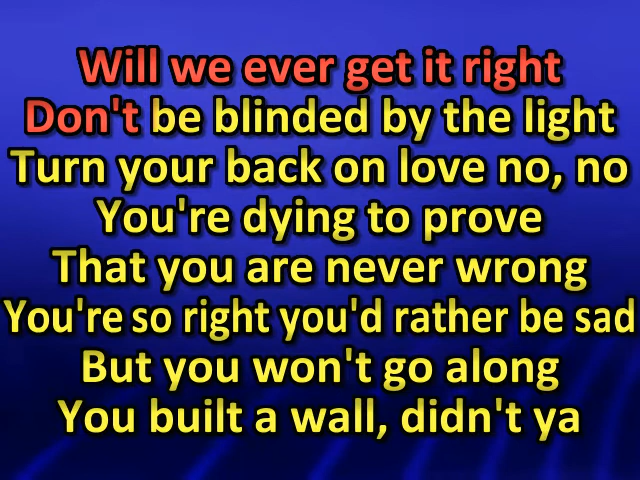 Will we ever get it right
Don't be blinded by the light
Turn your back on love no, no
You're dying to prove
That you are never wrong
You're so right you'd rather be sad
But you won't go along
You built a wall, didn't ya